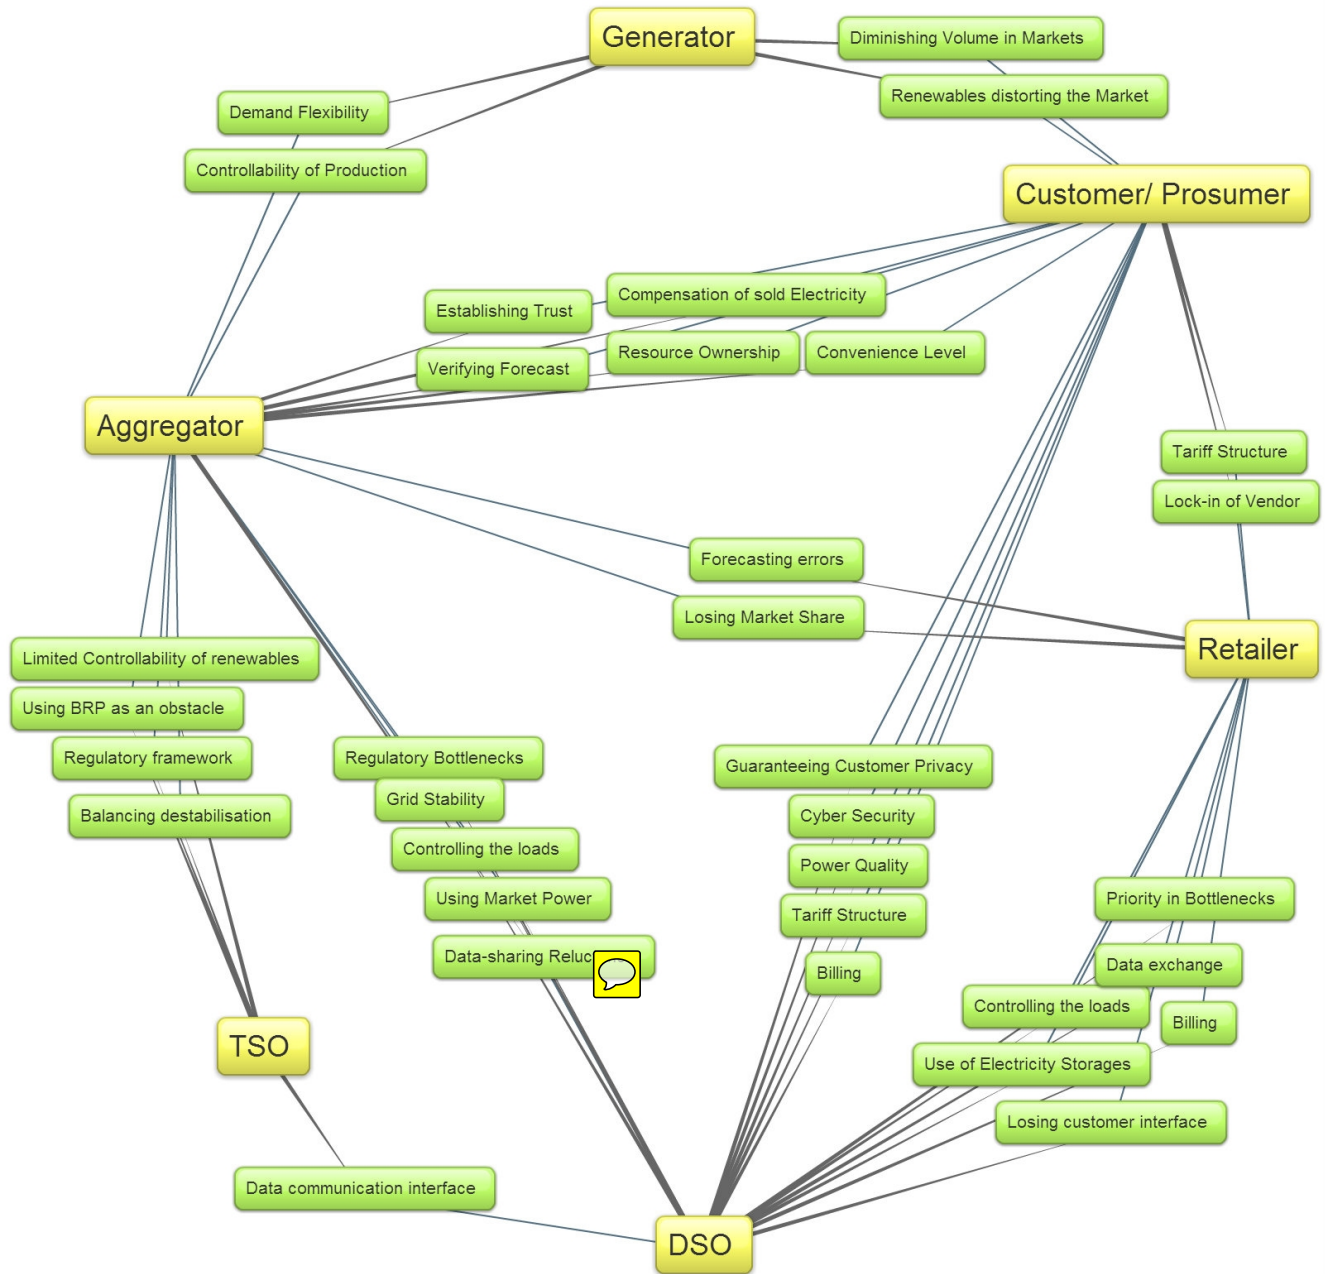 Generator
Diminishing Volume in Markets
Renewables distorting the Market
Demand Flexibility
Controllability of Production
Customer/ Prosumer
Compensation of sold Electricity
Establishing Trust
Resource Ownership
Convenience Level
Verifying Forecast
Aggregator
Tariff Structure
Lock-in of Vendor
Forecasting errors
Losing Market Share
Retailer
Limited Controllability of renewables
Using BRP as an obstacle
Regulatory framework
Balancing destabilisation
Regulatory Bottlenecks
Grid Stability
Controlling the loads
Using Market Power
Data-sharing
Guaranteeing Customer Privacy
Cyber Security
Power Quality
Tariff Structure
Billing
Priority in Bottlenecks
Data exchange
Controlling the loads
Billing
Use of Electricity Storages
Losing customer interface
TSO
Data communication interface
DSO